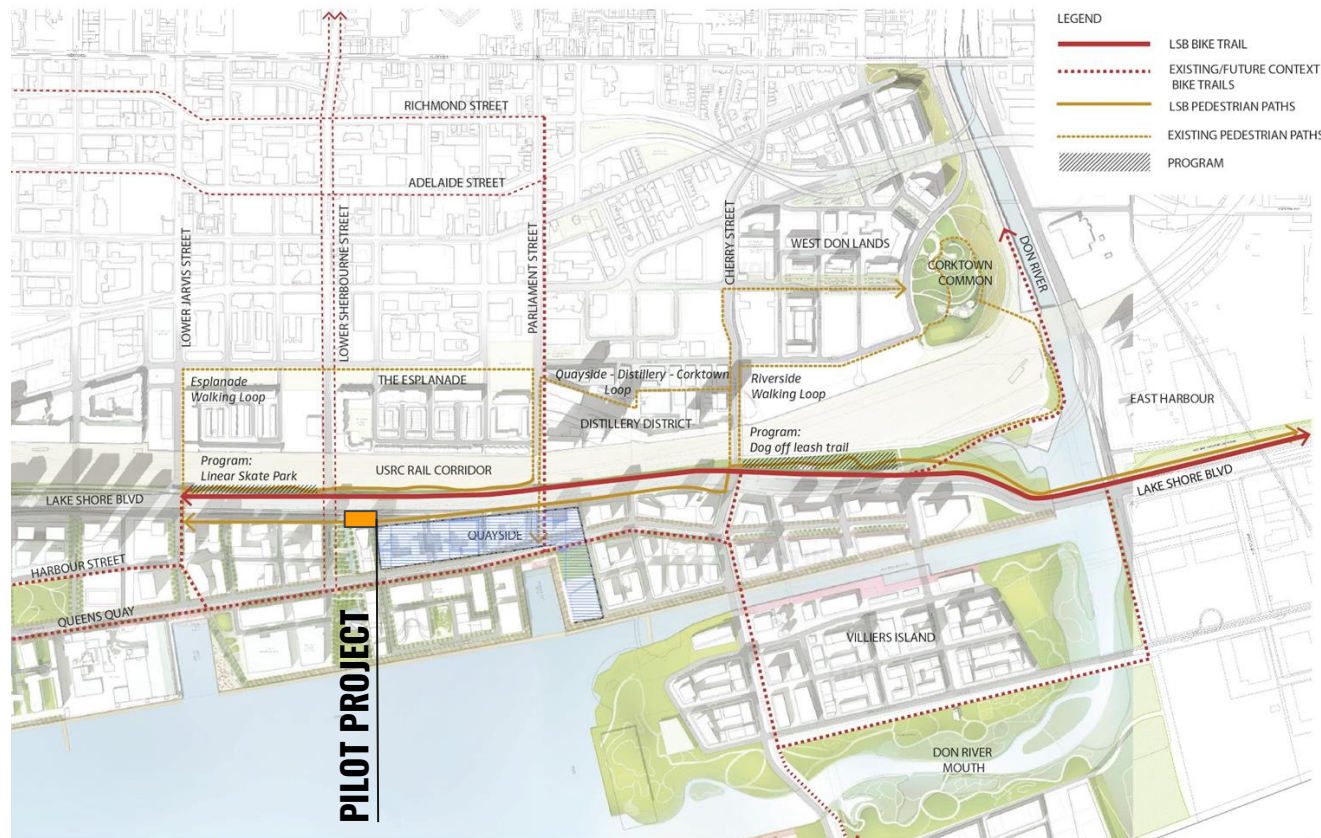 LEGEND
LSB BIKE TRAIL
EXISTING/FUTURE CONTEXT
BIKE TRAILS
LSB PEDESTRIAN PATHS
EXISTING PEDESTRIAN PATHS
PROGRAM
RICHMOND STREET
ADELAIDE STREET
LOWER JARVIS STREET
LOWER SHERBOURNE STREET
PARLIAMENT STREET
CHERRY STREET
WEST DON LANDS
CORKTOWN
COMMON
DON RIVER
Esplanade
Walking Loop
THE ESPLANADE
Quayside - Distillery - Corktown
Loop
Riverside
Walking Loop
DISTILLERY DISTRICT
EAST HARBOUR
Program:
Linear Skate Park
USRC RAIL CORRIDOR
Program:
Dog off leash trail
LAKE SHORE BLVD
LAKE SHORE BLVD
QUAYSIDE
HARBOUR STREET
QUEENS QUAY
PILOT PROJECT
VILLIERS ISLAND
DON RIVER
MOUTH